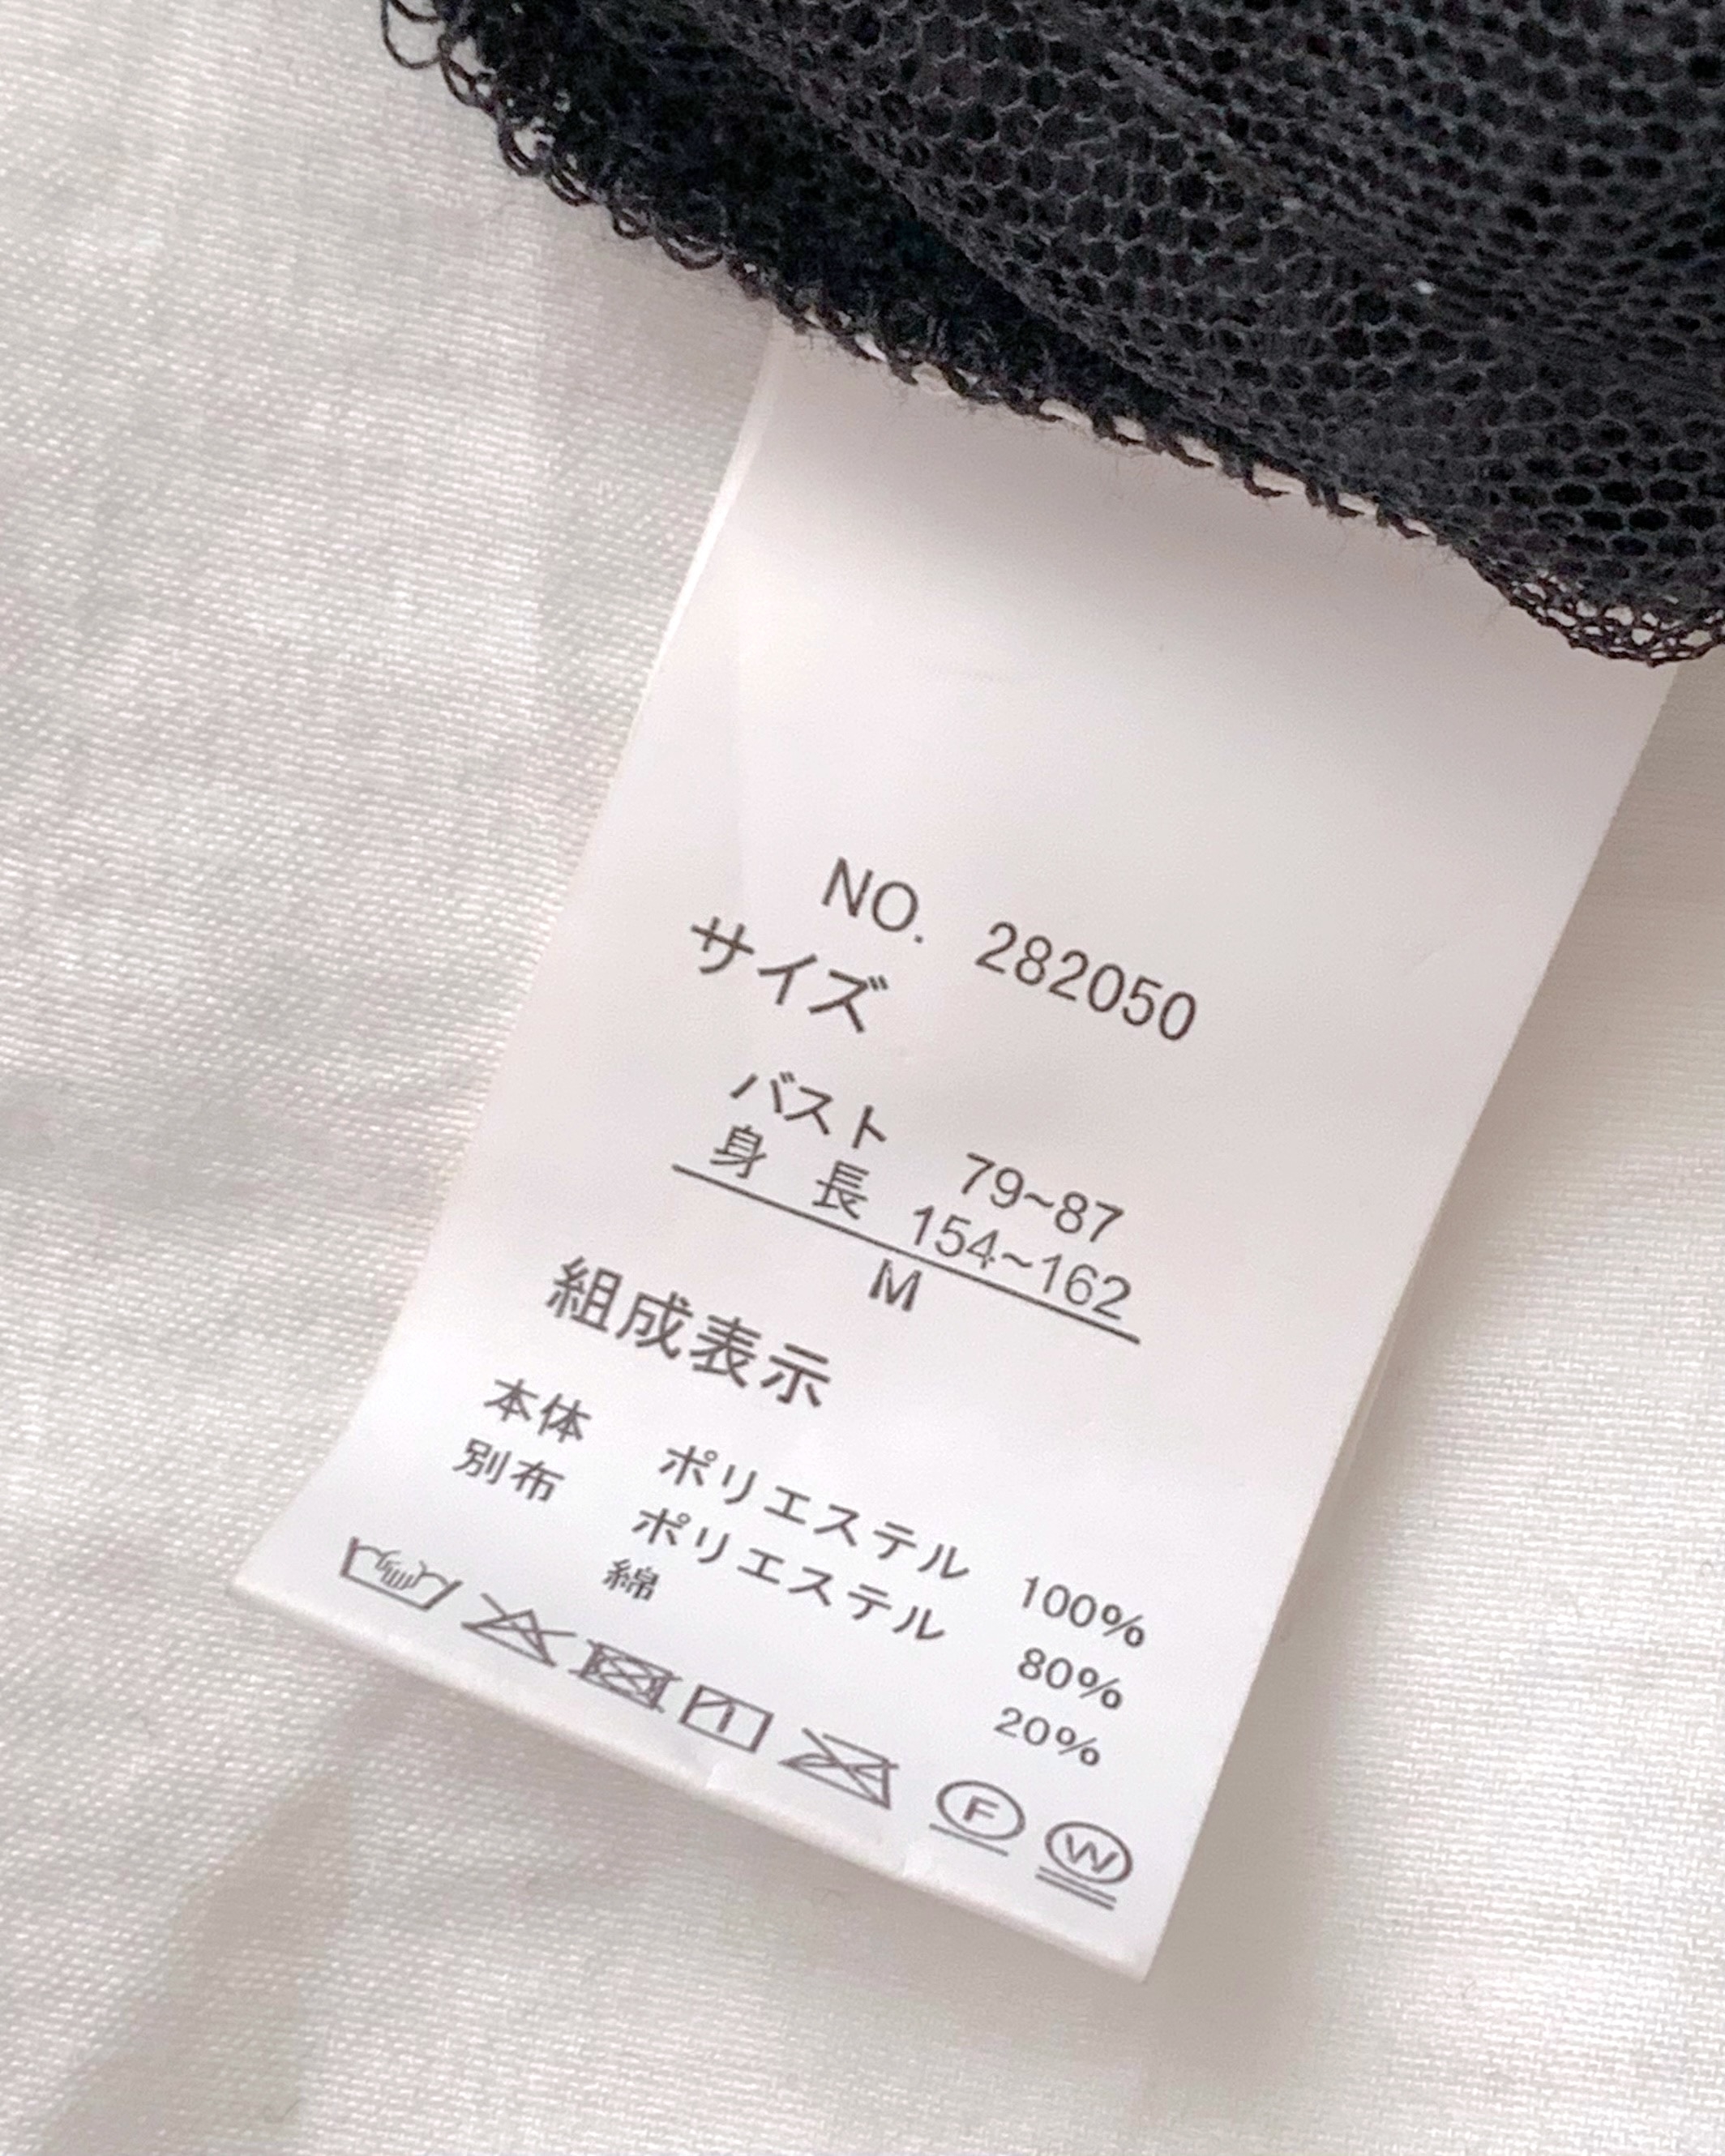 NO. 282050
サイズ
バスト 79~87
身長 154~162
M
組成表示
本体 ポリエステル 100%
別布 ポリエステル 80%
綿 20%
F W